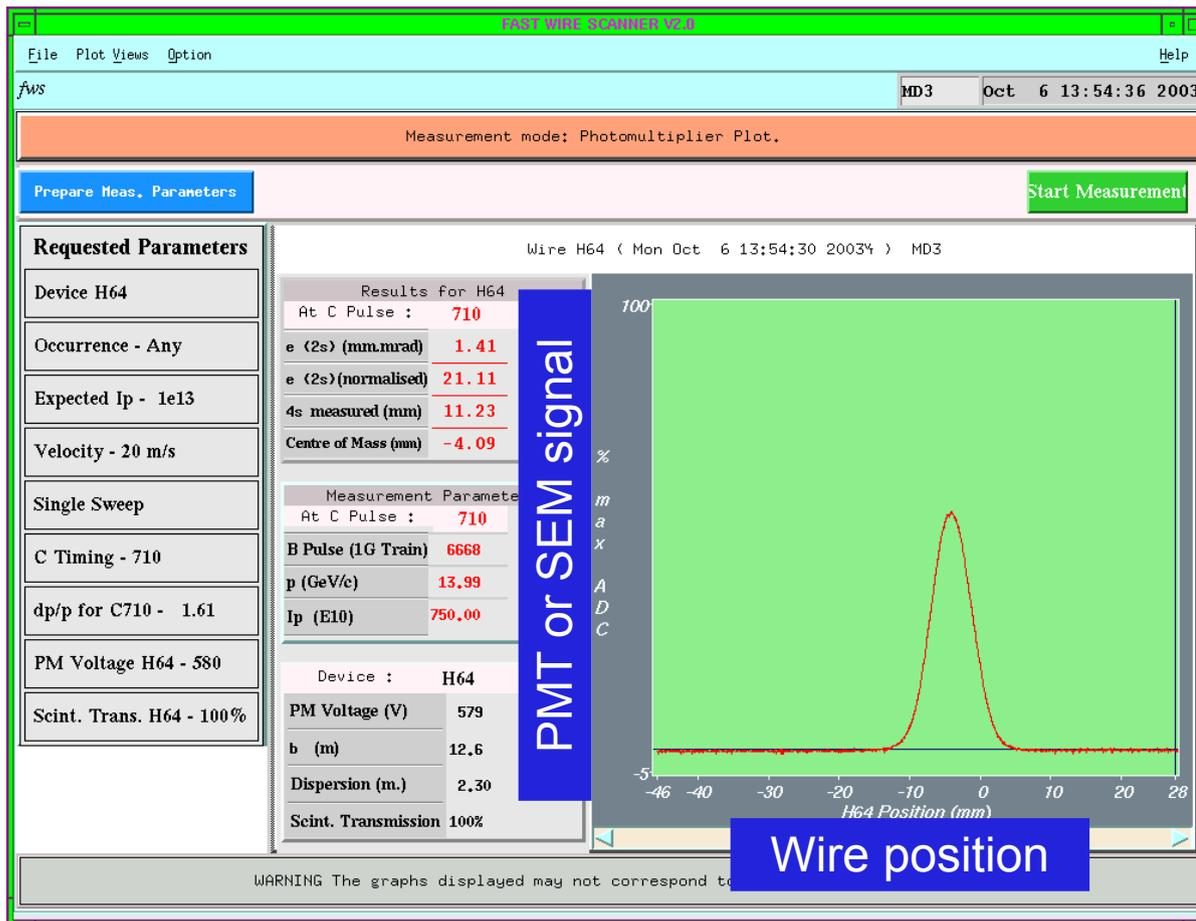 FAST WIRE SCANNER V2.0
File Plot Views Option Help
fws MD3 Oct 6 13:54:36 2003
Measurement mode: Photomultiplier Plot.
Prepare Meas. Parameters Start Measurement
Requested Parameters
Device H64
Occurrence - Any
Expected Ip - 1e13
Velocity - 20 m/s
Single Sweep
C Timing - 710
dp/p for C710 - 1.61
PM Voltage H64 - 580
Scint. Trans. H64 - 100%
Wire H64 ( Mon Oct 6 13:54:30 2003¾ ) MD3
Results for H64
At C Pulse : 710
e (2s) (mm.mrad) 1.41
e (2s)(normalised) 21.11
4s measured (mm) 11.23
Centre of Mass (mm) -4.09
Measurement Paramete
At C Pulse : 710
B Pulse (1G Train) 6668
p (GeV/c) 13.99
Ip (E10) 750.00
Device : H64
PM Voltage (V) 579
b (m) 12.6
Dispersion (m.) 2.30
Scint. Transmission 100%
PMT or SEM signal
100
% max ADC
-5
-46 -40 -30 -20 -10 0 10 20 28
H64 Position (mm)
Wire position
WARNING The graphs displayed may not correspond to